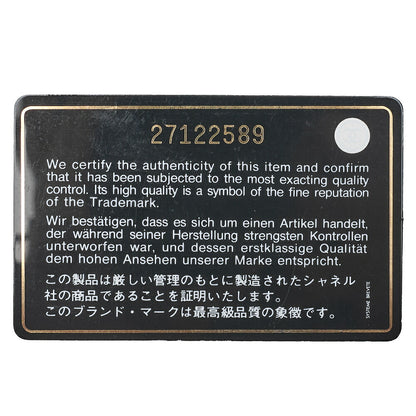 27122589
We certify the authenticity of this item and confirm
that it has been subjected to the most exacting quality
control. Its high quality is a symbol of the fine reputation
of the Trademark.
Wir bestätigen, dass es sich um einen Artikel handelt,
der während seiner Herstellung strengsten Kontrollen
unterworfen war, und dessen erstklassige Qualität
dem hohen Ansehen unserer Marke entspricht.
この製品は厳しい管理のもとに製造されたシャネル
社の商品であることを証明いたします。
このブランド・マークは最高級品質の象徴です。
SYSTEME BREVETE